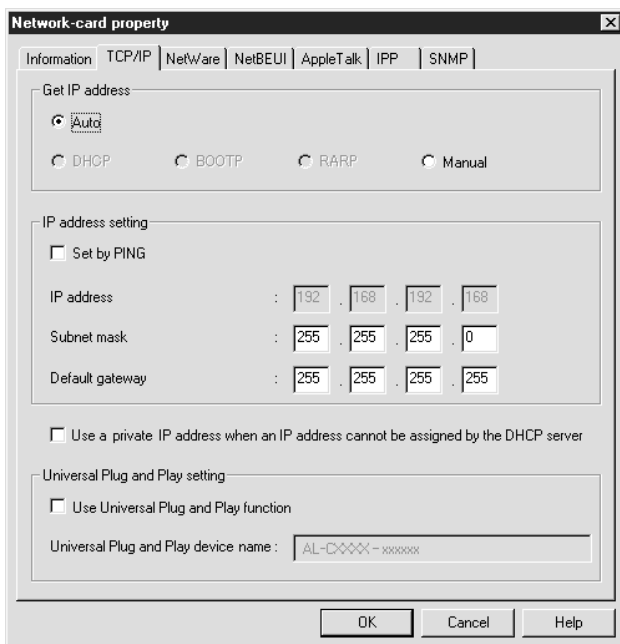 Network-card property
Information TCP/IP NetWare NetBEUI AppleTalk IPP SNMP
Get IP address
Auto
DHCP BOOTP RARP Manual
IP address setting
Set by PING
IP address : 192 . 168 . 192 . 168
Subnet mask : 255 . 255 . 255 . 0
Default gateway : 255 . 255 . 255 . 255
Use a private IP address when an IP address cannot be assigned by the DHCP server
Universal Plug and Play setting
Use Universal Plug and Play function
Universal Plug and Play device name : AL-CXXXX - xxxxxx
OK Cancel Help